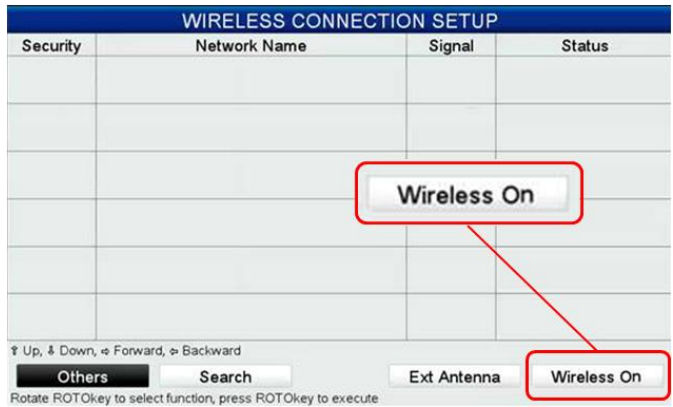 WIRELESS CONNECTION SETUP
Security Network Name Signal Status
Wireless On
⇧ Up, ⇩ Down, ⇨ Forward, ⇦ Backward
Others Search Ext Antenna Wireless On
Rotate ROTOkey to select function, press ROTOkey to execute